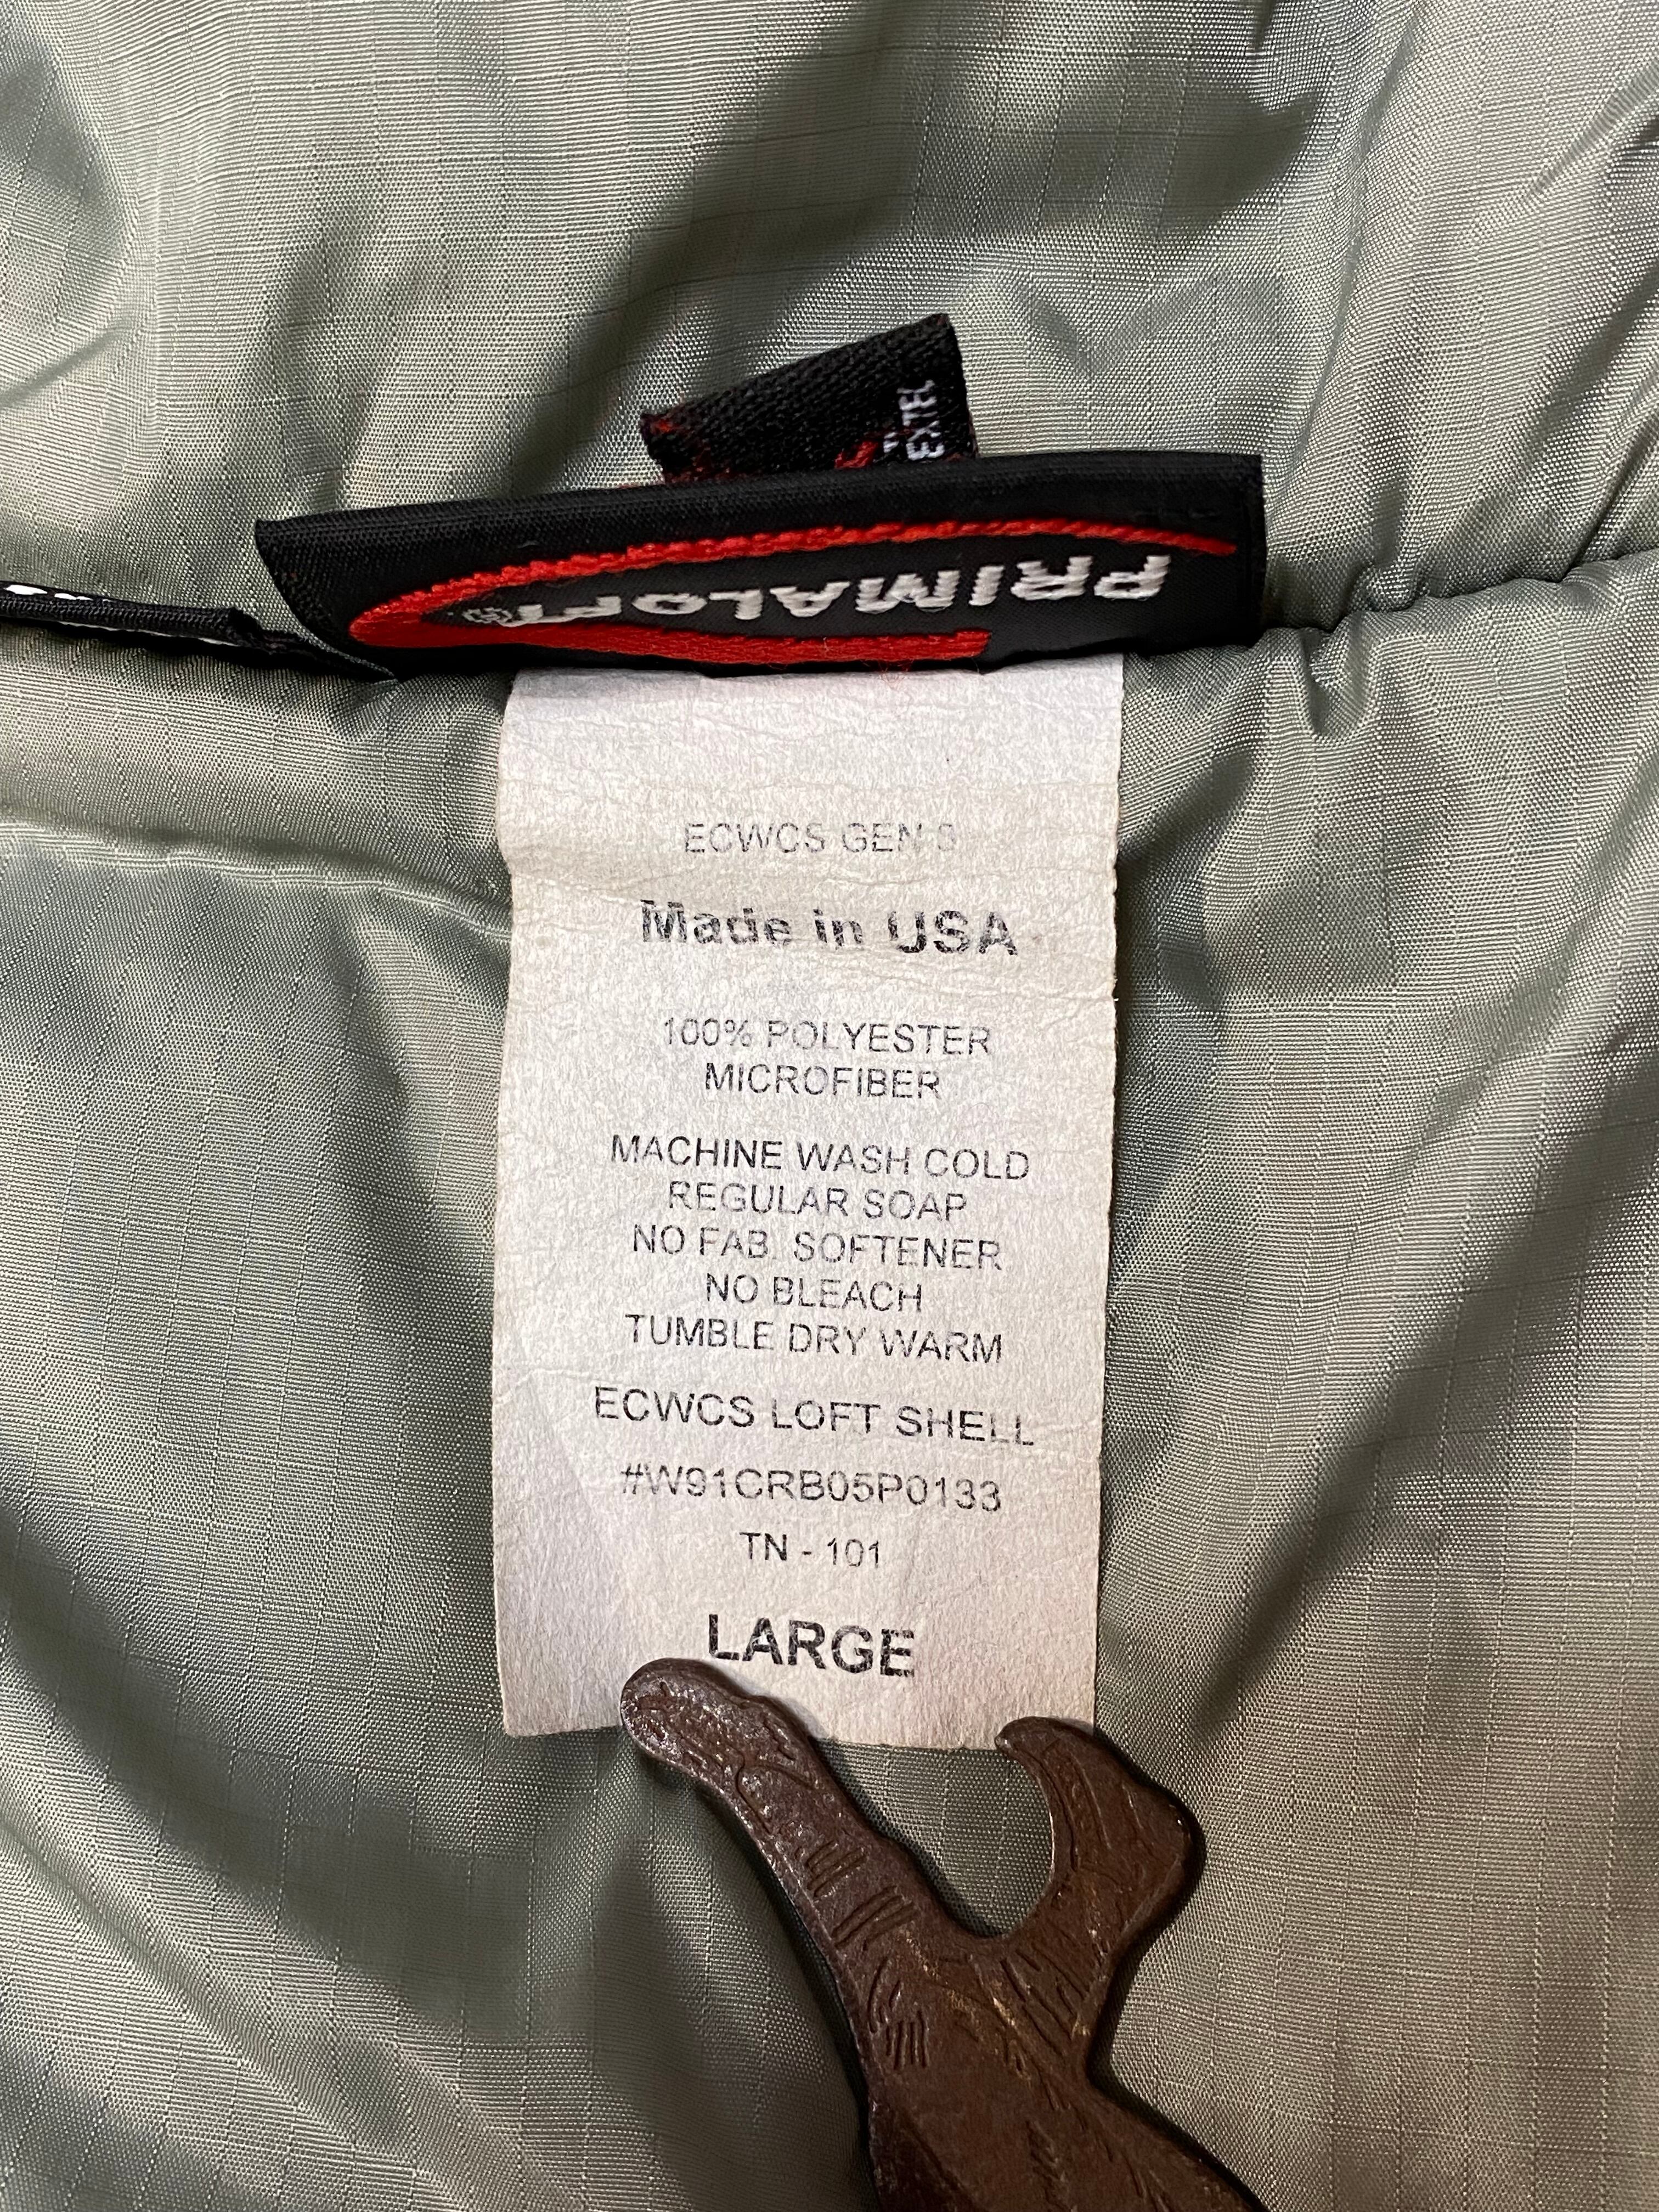 PRIMALOFT®
ECWCS GEN
Made in USA
100% POLYESTER
MICROFIBER
MACHINE WASH COLD
REGULAR SOAP
NO FAB. SOFTENER
NO BLEACH
TUMBLE DRY WARM
ECWCS LOFT SHELL
#W91CRB05P0133
TN - 101
LARGE